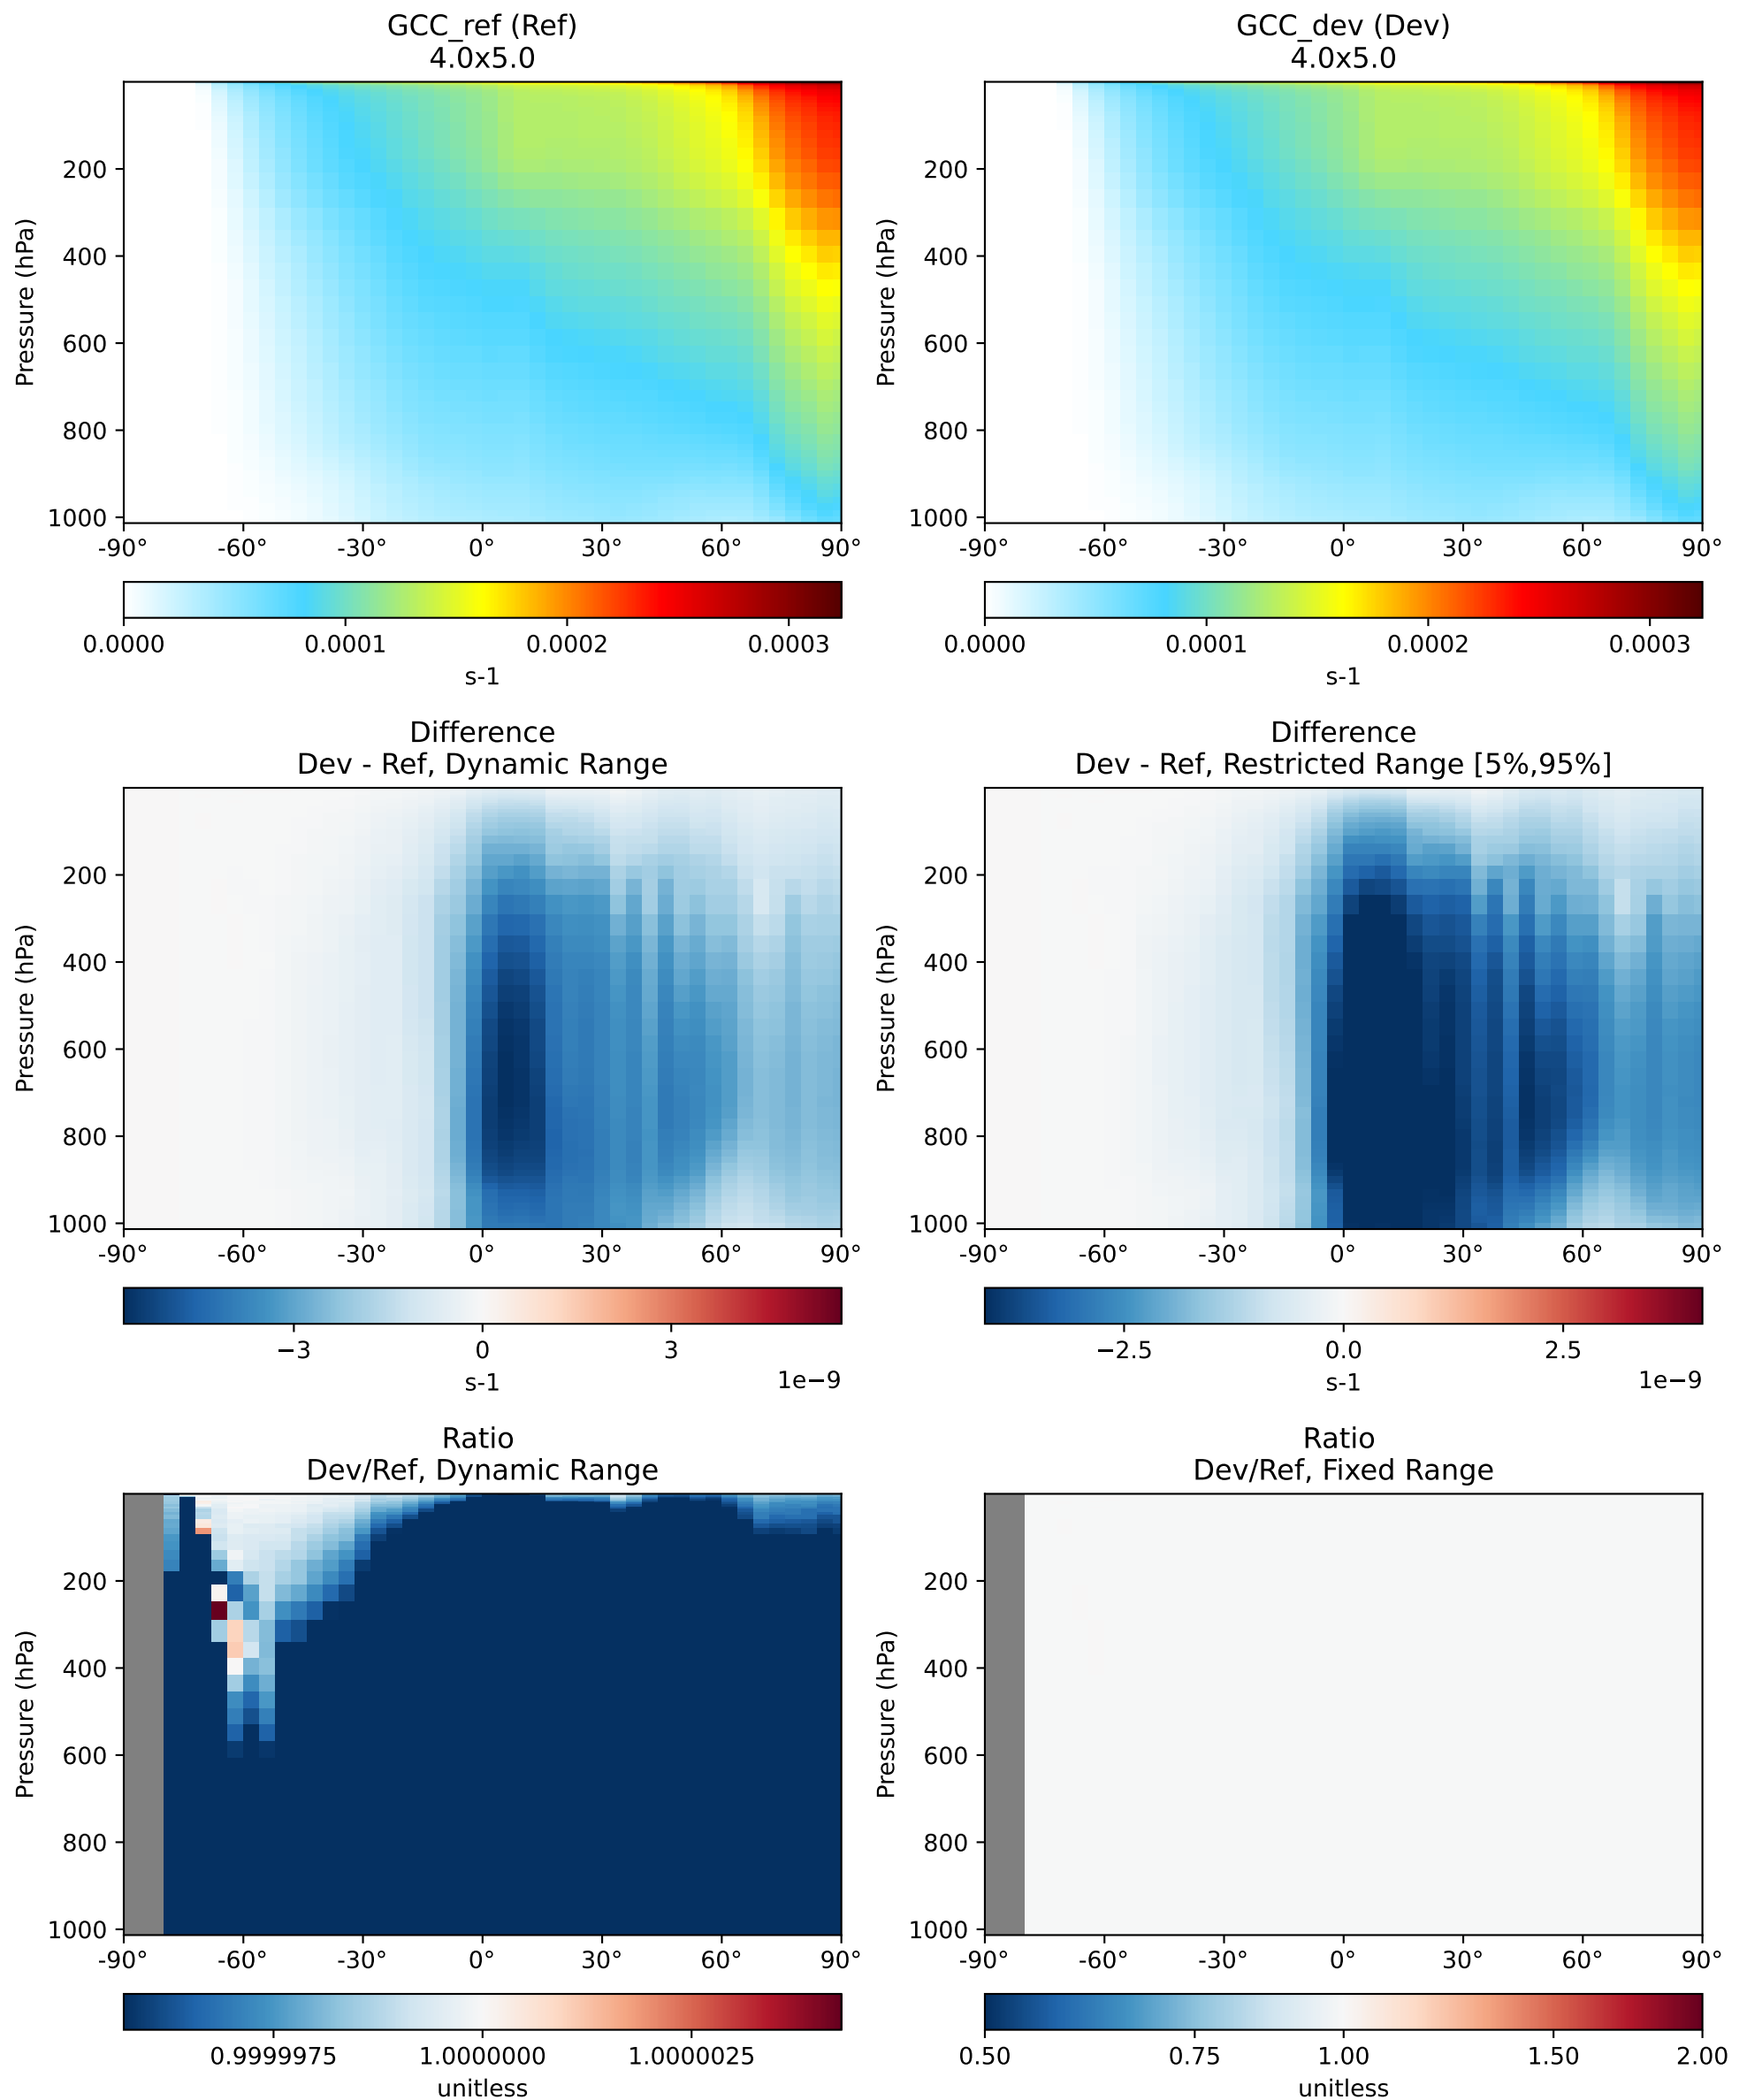 GCC_ref (Ref)
4.0x5.0
Pressure (hPa)
200
400
600
800
1000
-90° -60° -30° 0° 30° 60° 90°
0.0000 0.0001 0.0002 0.0003
s-1
GCC_dev (Dev)
4.0x5.0
Pressure (hPa)
200
400
600
800
1000
-90° -60° -30° 0° 30° 60° 90°
0.0000 0.0001 0.0002 0.0003
s-1
Difference
Dev - Ref, Dynamic Range
Pressure (hPa)
200
400
600
800
1000
-90° -60° -30° 0° 30° 60° 90°
−3 0 3
s-1 1e−9
Difference
Dev - Ref, Restricted Range [5%,95%]
Pressure (hPa)
200
400
600
800
1000
-90° -60° -30° 0° 30° 60° 90°
−2.5 0.0 2.5
s-1 1e−9
Ratio
Dev/Ref, Dynamic Range
Pressure (hPa)
200
400
600
800
1000
-90° -60° -30° 0° 30° 60° 90°
0.9999975 1.0000000 1.0000025
unitless
Ratio
Dev/Ref, Fixed Range
Pressure (hPa)
200
400
600
800
1000
-90° -60° -30° 0° 30° 60° 90°
0.50 0.75 1.00 1.50 2.00
unitless